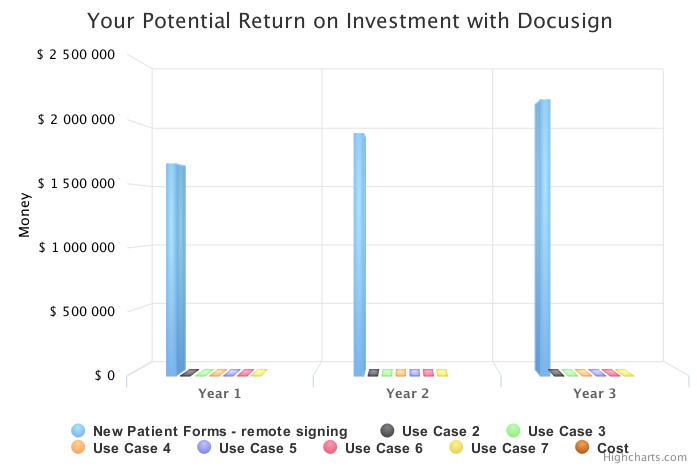 Your Potential Return on Investment with Docusign
$ 2 500 000
$ 2 000 000
$ 1 500 000
$ 1 000 000
$ 500 000
$ 0
Money
Year 1 Year 2 Year 3
New Patient Forms - remote signing Use Case 2 Use Case 3
Use Case 4 Use Case 5 Use Case 6 Use Case 7 Cost
Highcharts.com